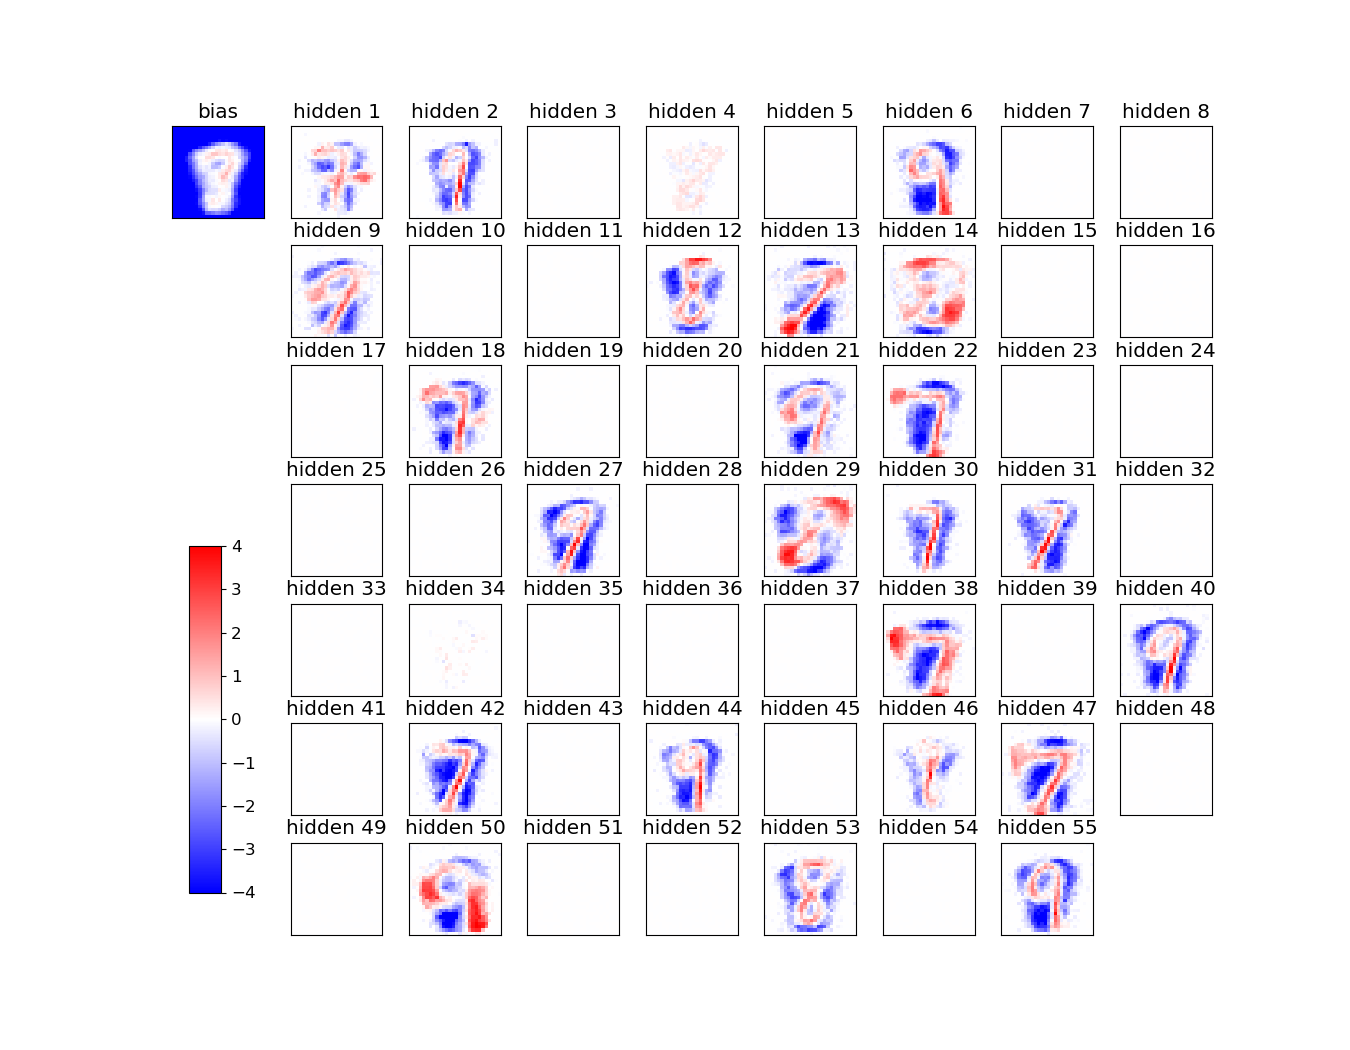 bias hidden 1 hidden 2 hidden 3 hidden 4 hidden 5 hidden 6 hidden 7 hidden 8
hidden 9 hidden 10 hidden 11 hidden 12 hidden 13 hidden 14 hidden 15 hidden 16
hidden 17 hidden 18 hidden 19 hidden 20 hidden 21 hidden 22 hidden 23 hidden 24
hidden 25 hidden 26 hidden 27 hidden 28 hidden 29 hidden 30 hidden 31 hidden 32
hidden 33 hidden 34 hidden 35 hidden 36 hidden 37 hidden 38 hidden 39 hidden 40
hidden 41 hidden 42 hidden 43 hidden 44 hidden 45 hidden 46 hidden 47 hidden 48
hidden 49 hidden 50 hidden 51 hidden 52 hidden 53 hidden 54 hidden 55
4
3
2
1
0
−1
−2
−3
−4